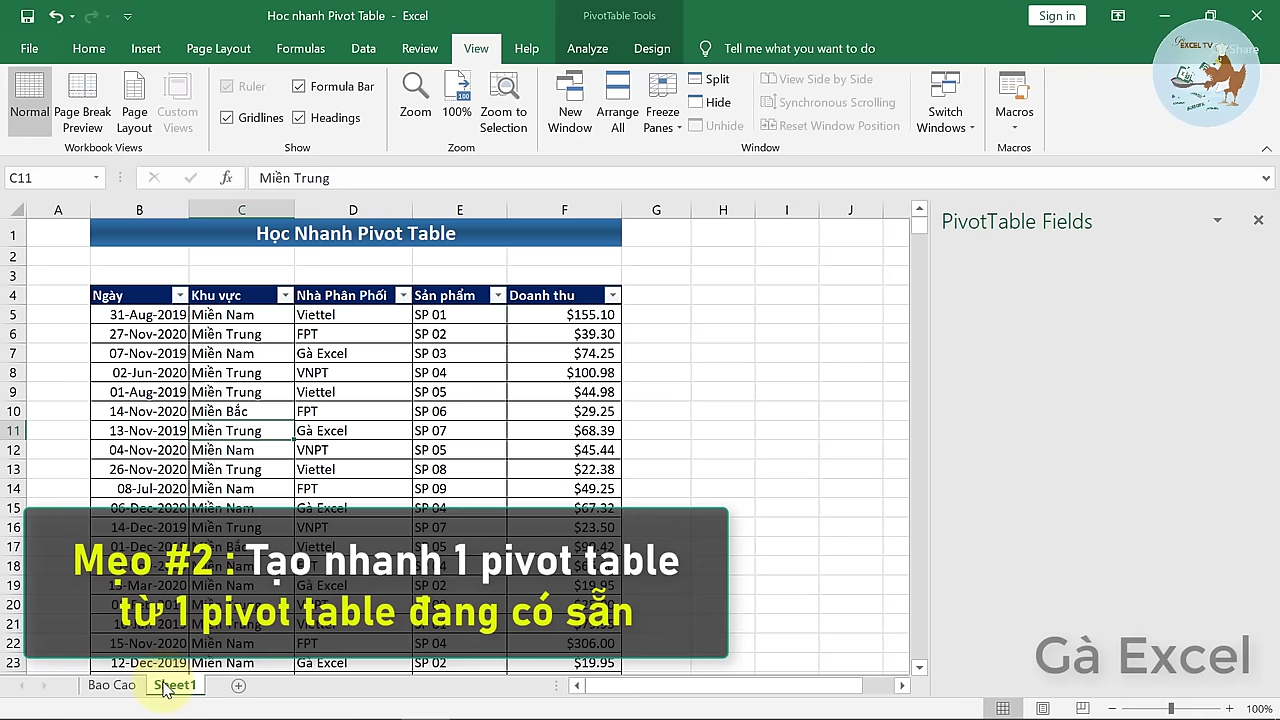 Hoc nhanh Pivot Table - Excel
PivotTable Tools
Sign in
File Home Insert Page Layout Formulas Data Review View Help Analyze Design Tell me what you want to do Share
EXCEL TV
Normal Page Break Preview Page Layout Custom Views
Workbook Views
Ruler Formula Bar
Gridlines Headings
Show
Zoom 100% Zoom to Selection
Zoom
New Window Arrange All Freeze Panes
Split
Hide
Unhide
View Side by Side
Synchronous Scrolling
Reset Window Position
Switch Windows
Window
Macros
Macros
C11 fx Miền Trung
A B C D E F G H I J
PivotTable Fields
1 Học Nhanh Pivot Table
2
3
4 Ngày Khu vực Nhà Phân Phối Sản phẩm Doanh thu
5 31-Aug-2019 Miền Nam Viettel SP 01 $155.10
6 27-Nov-2020 Miền Trung FPT SP 02 $39.30
7 07-Nov-2019 Miền Nam Gà Excel SP 03 $74.25
8 02-Jun-2020 Miền Trung VNPT SP 04 $100.98
9 01-Aug-2019 Miền Trung Viettel SP 05 $44.98
10 14-Nov-2020 Miền Bắc FPT SP 06 $29.25
11 13-Nov-2019 Miền Trung Gà Excel SP 07 $68.39
12 04-Nov-2020 Miền Nam VNPT SP 05 $45.44
13 26-Nov-2020 Miền Trung Viettel SP 08 $22.38
14 08-Jul-2020 Miền Nam FPT SP 09 $49.25
15 06-Dec-2020 Miền Nam Gà Excel SP 04 $67.32
16 14-Dec-2019 Miền Trung VNPT SP 07 $23.50
17 01-Dec-2019 Miền Bắc Viettel SP 05
18
19 13-Mar-2020 SP 02 $19.95
20
21
22 15-Nov-2020 Miền Nam FPT SP 04 $306.00
23 12-Dec-2019 Miền Nam Gà Excel SP 02 $19.95
Mẹo #2 : Tạo nhanh 1 pivot table
từ 1 pivot table đang có sẵn
Gà Excel
Bao Cao Sheet1
100%